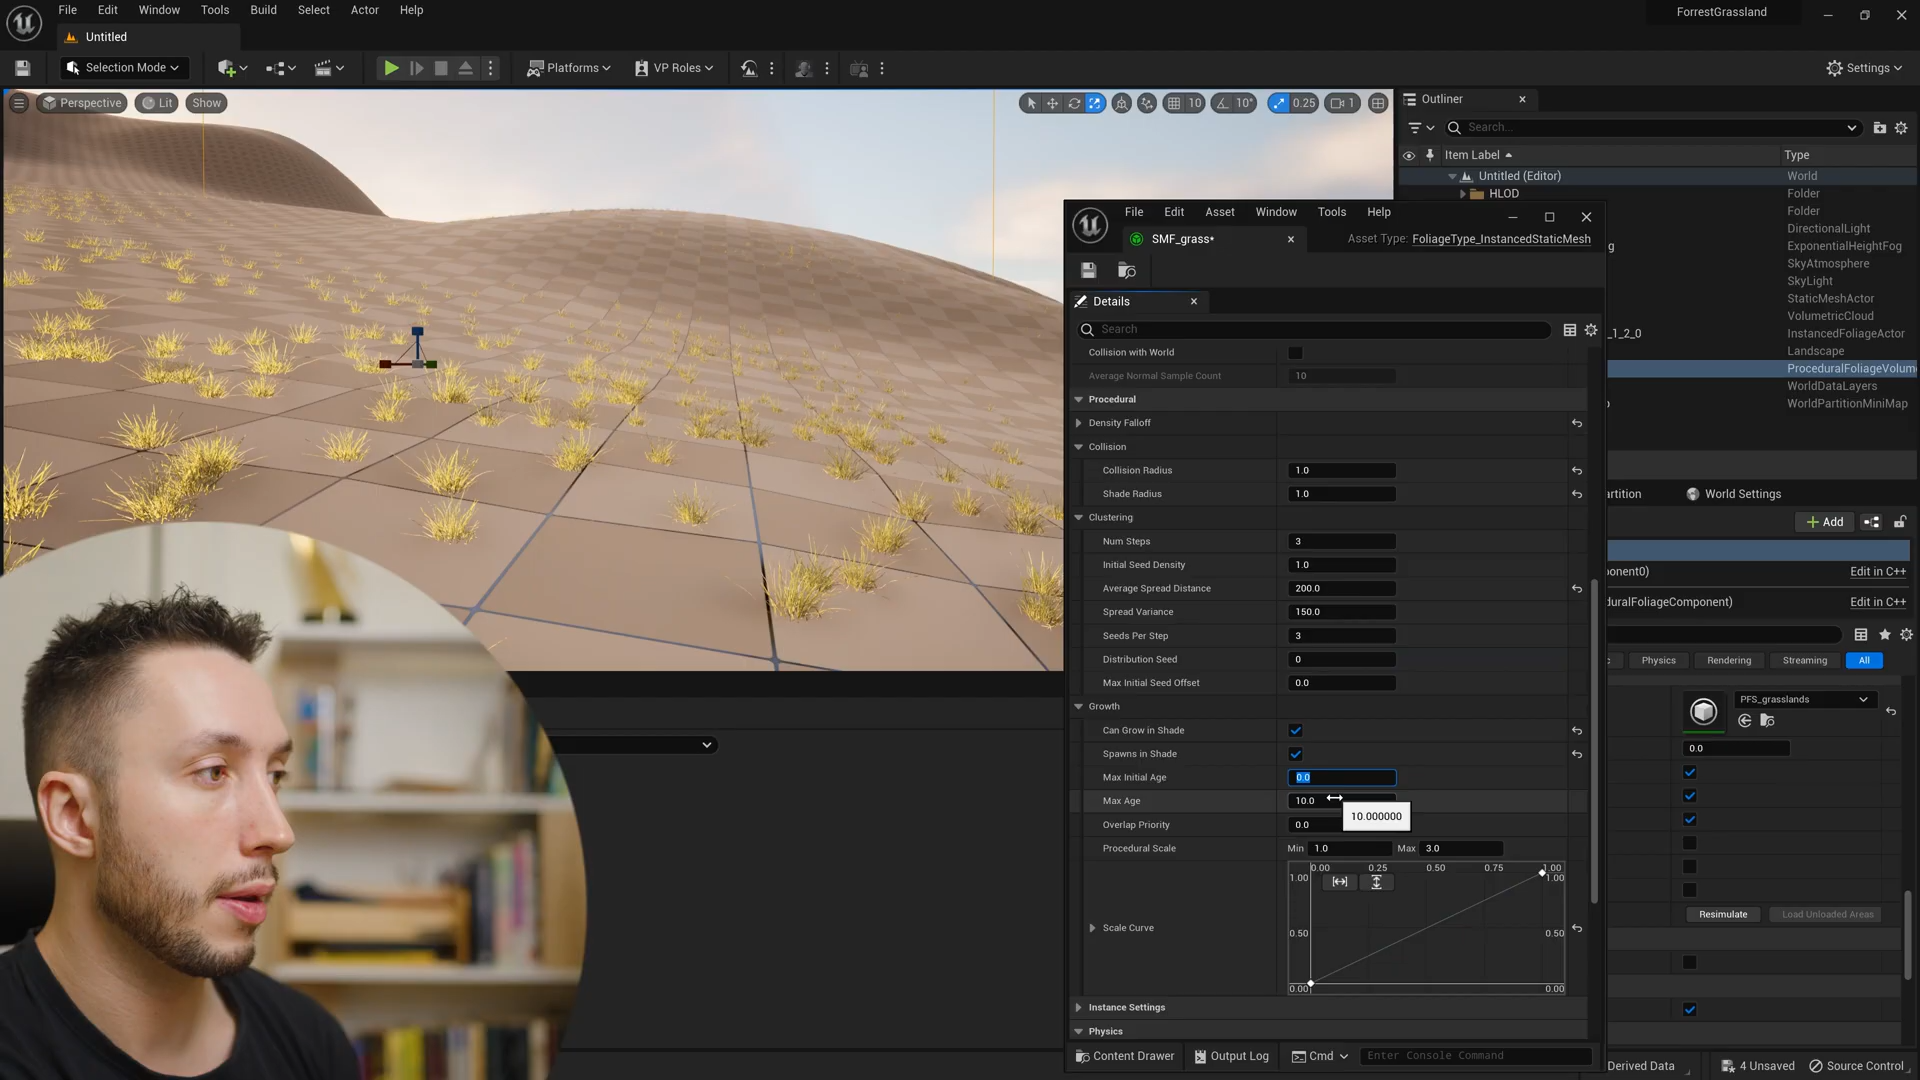 File Edit Window Tools Build Select Actor Help
ForrestGrassland
Untitled
Selection Mode
Platforms
VP Roles
Settings
Perspective
Lit
Show
10
10°
0.25
1
Outliner
Search...
Item Label
Type
Untitled (Editor)
World
HLOD
Folder
Folder
DirectionalLight
g
ExponentialHeightFog
SkyAtmosphere
SkyLight
StaticMeshActor
VolumetricCloud
_1_2_0
InstancedFoliageActor
Landscape
ProceduralFoliageVolum
WorldDataLayers
WorldPartitionMiniMap
File Edit Asset Window Tools Help
SMF_grass*
Asset Type: FoliageType_InstancedStaticMesh
Details
Search
Collision with World
Average Normal Sample Count 10
Procedural
Density Falloff
Collision
Collision Radius 1.0
Shade Radius 1.0
Clustering
Num Steps 3
Initial Seed Density 1.0
Average Spread Distance 200.0
Spread Variance 150.0
Seeds Per Step 3
Distribution Seed 0
Max Initial Seed Offset 0.0
Growth
Can Grow in Shade
Spawns in Shade
Max Initial Age 0.0
Max Age 10.0
10.000000
Overlap Priority 0.0
Procedural Scale Min 1.0 Max 3.0
0.00 0.25 0.50 0.75 1.00
1.00 1.00
Scale Curve
0.50 0.50
0.00 0.00
Instance Settings
Physics
Content Drawer
Output Log
Cmd
Enter Console Command
artition
World Settings
Add
onent0)
Edit in C++
duralFoliageComponent)
Edit in C++
Physics
Rendering
Streaming
All
PFS_grasslands
0.0
Resimulate
Load Unloaded Areas
Derived Data
4 Unsaved
Source Control